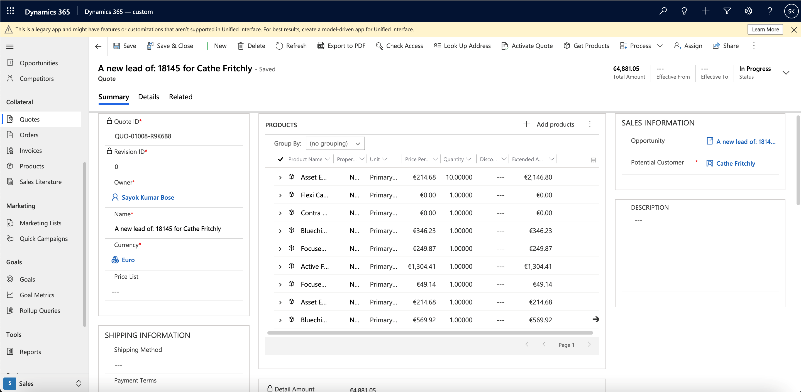 Dynamics 365 Dynamics 365 — custom
This is a legacy app and might have features or customizations that aren't supported in Unified Interface. For best results, create a model-driven app for Unified Interface. Learn More
Save Save & Close New Delete Refresh Export to PDF Check Access Look Up Address Activate Quote Get Products Process Assign Share
Opportunities
Competitors
Collateral
Quotes
Orders
Invoices
Products
Sales Literature
Marketing
Marketing Lists
Quick Campaigns
Goals
Goals
Goal Metrics
Rollup Queries
Tools
Reports
S Sales
A new lead of: 18145 for Cathe Fritchly - Saved
Quote
€4,881.05 --- --- In Progress
Total Amount Effective From Effective To Status
Summary Details Related
Quote ID*
QUO-01008-R9K6B8
Revision ID*
0
Owner*
Sayok Kumar Bose
Name*
A new lead of: 18145 for Cathe Fritchly
Currency*
Euro
Price List
---
SHIPPING INFORMATION
Shipping Method
---
Payment Terms
PRODUCTS Add products
Group By: (no grouping)
Product Name Proper Unit Price Per... Quantity Disco... Extended A...
Asset L... N... Primary... €214.68 10.00000 --- €2,146.80
Flexi Ca... N... Primary... €0.00 1.00000 --- €0.00
Contra ... N... Primary... €0.00 1.00000 --- €0.00
Bluechi... N... Primary... €346.23 1.00000 --- €346.23
Focuse... N... Primary... €249.87 1.00000 --- €249.87
Active F... N... Primary... €1,304.41 1.00000 --- €1,304.41
Focuse... N... Primary... €49.14 1.00000 --- €49.14
Asset L... N... Primary... €214.68 1.00000 --- €214.68
Bluechi... N... Primary... €569.92 1.00000 --- €569.92
Page 1
Detail Amount €4,881.05
SALES INFORMATION
Opportunity A new lead of: 1814...
Potential Customer * Cathe Fritchly
DESCRIPTION
---